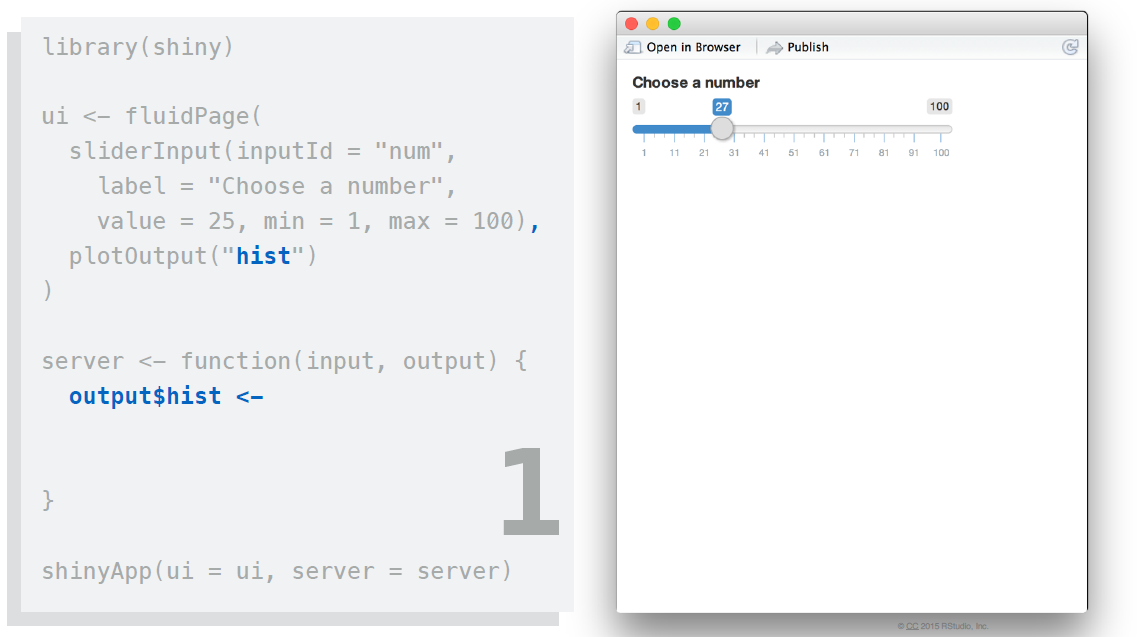 library(shiny)
ui <- fluidPage(
sliderInput(inputId = "num",
label = "Choose a number",
value = 25, min = 1, max = 100),
plotOutput("hist")
)
server <- function(input, output) {
output$hist <-
}
shinyApp(ui = ui, server = server)
1
Open in Browser Publish
Choose a number
1 27 100
1 11 21 31 41 51 61 71 81 91 100
© CC 2015 RStudio, Inc.